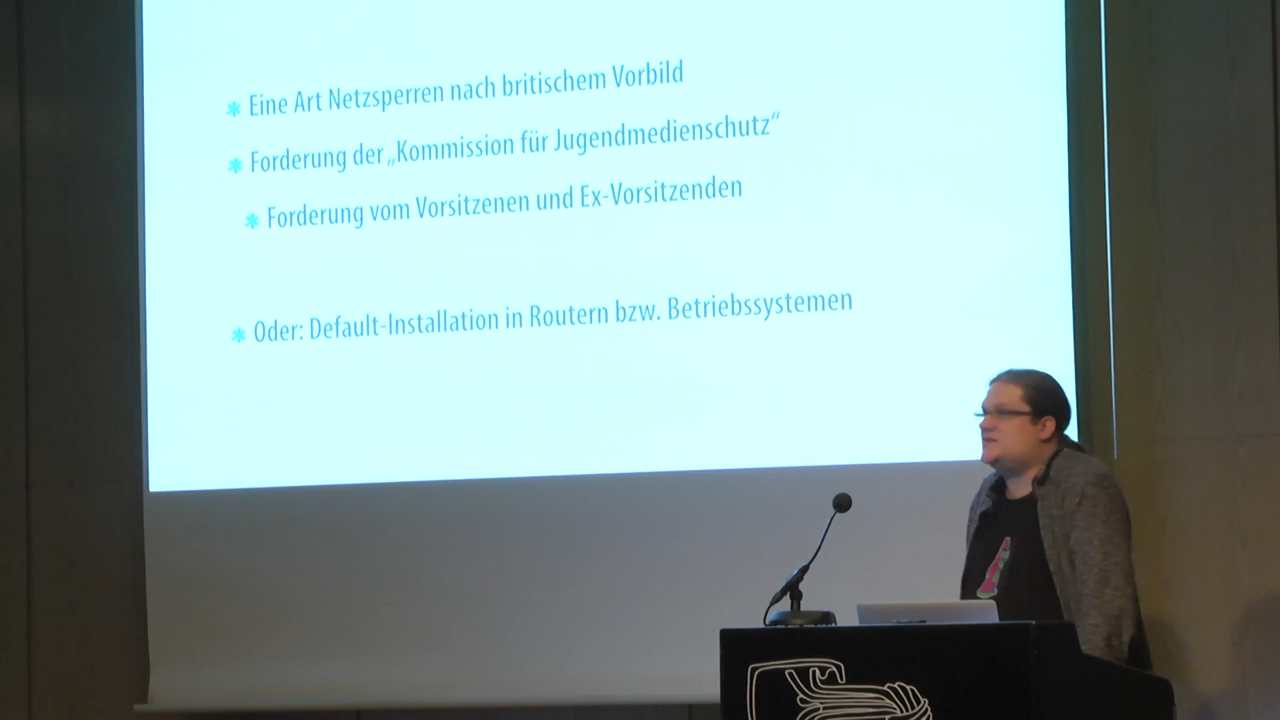 Eine Art Netzsperren nach britischem Vorbild
Forderung der „Kommission für Jugendmedienschutz“
Forderung vom Vorsitzenen und Ex-Vorsitzenden
Oder: Default-Installation in Routern bzw. Betriebssystemen